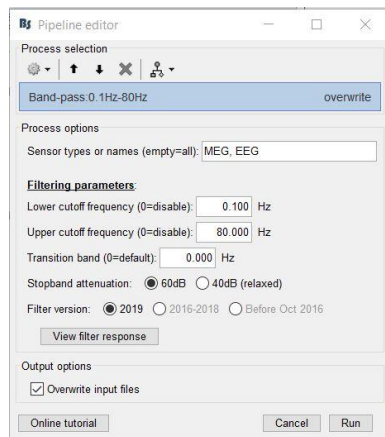 Bs Pipeline editor
Process selection
Band-pass:0.1Hz-80Hz overwrite
Process options
Sensor types or names (empty=all): MEG, EEG
Filtering parameters:
Lower cutoff frequency (0=disable): 0.100 Hz
Upper cutoff frequency (0=disable): 80.000 Hz
Transition band (0=default): 0.000 Hz
Stopband attenuation: 60dB 40dB (relaxed)
Filter version: 2019 2016-2018 Before Oct 2016
View filter response
Output options
Overwrite input files
Online tutorial Cancel Run